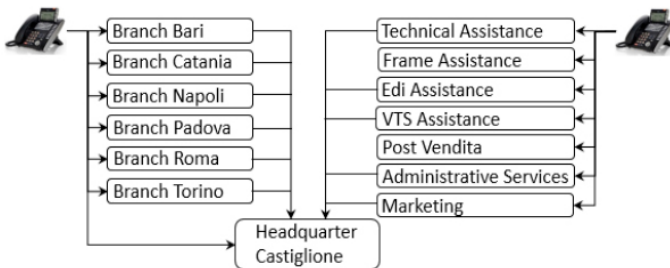 Branch Bari
Branch Catania
Branch Napoli
Branch Padova
Branch Roma
Branch Torino
Technical Assistance
Frame Assistance
Edi Assistance
VTS Assistance
Post Vendita
Administrative Services
Marketing
Headquarter
Castiglione